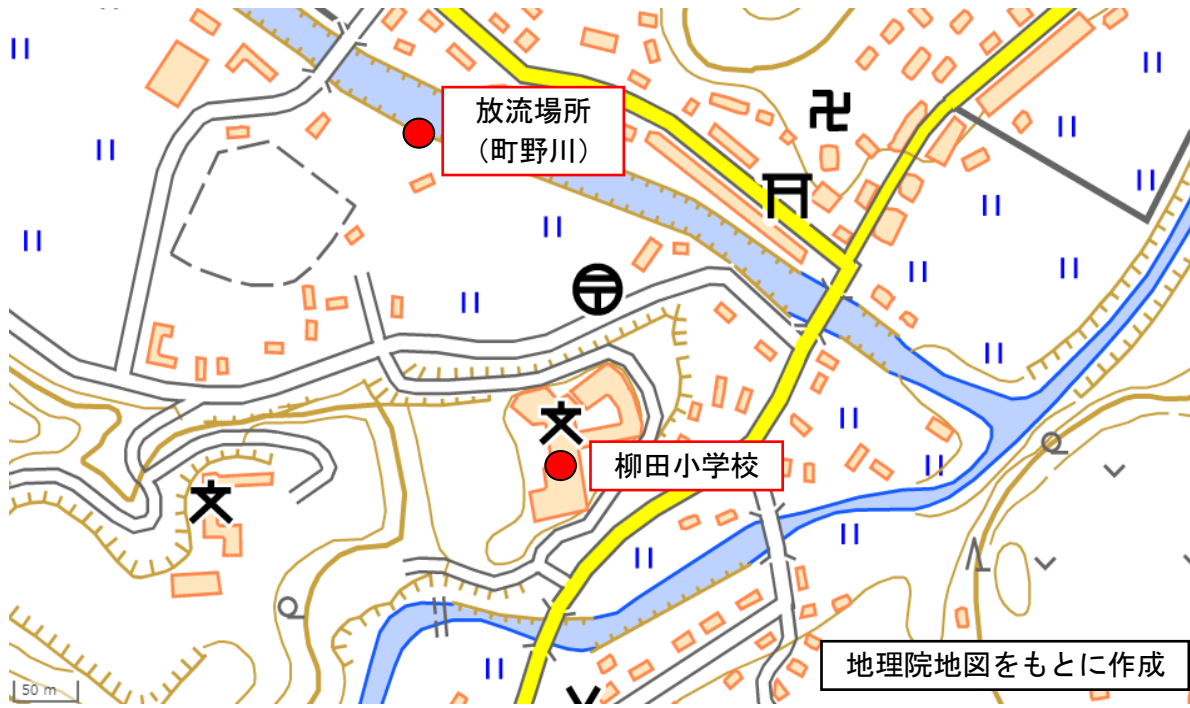 放流場所
（町野川）
柳田小学校
地理院地図をもとに作成
50 m